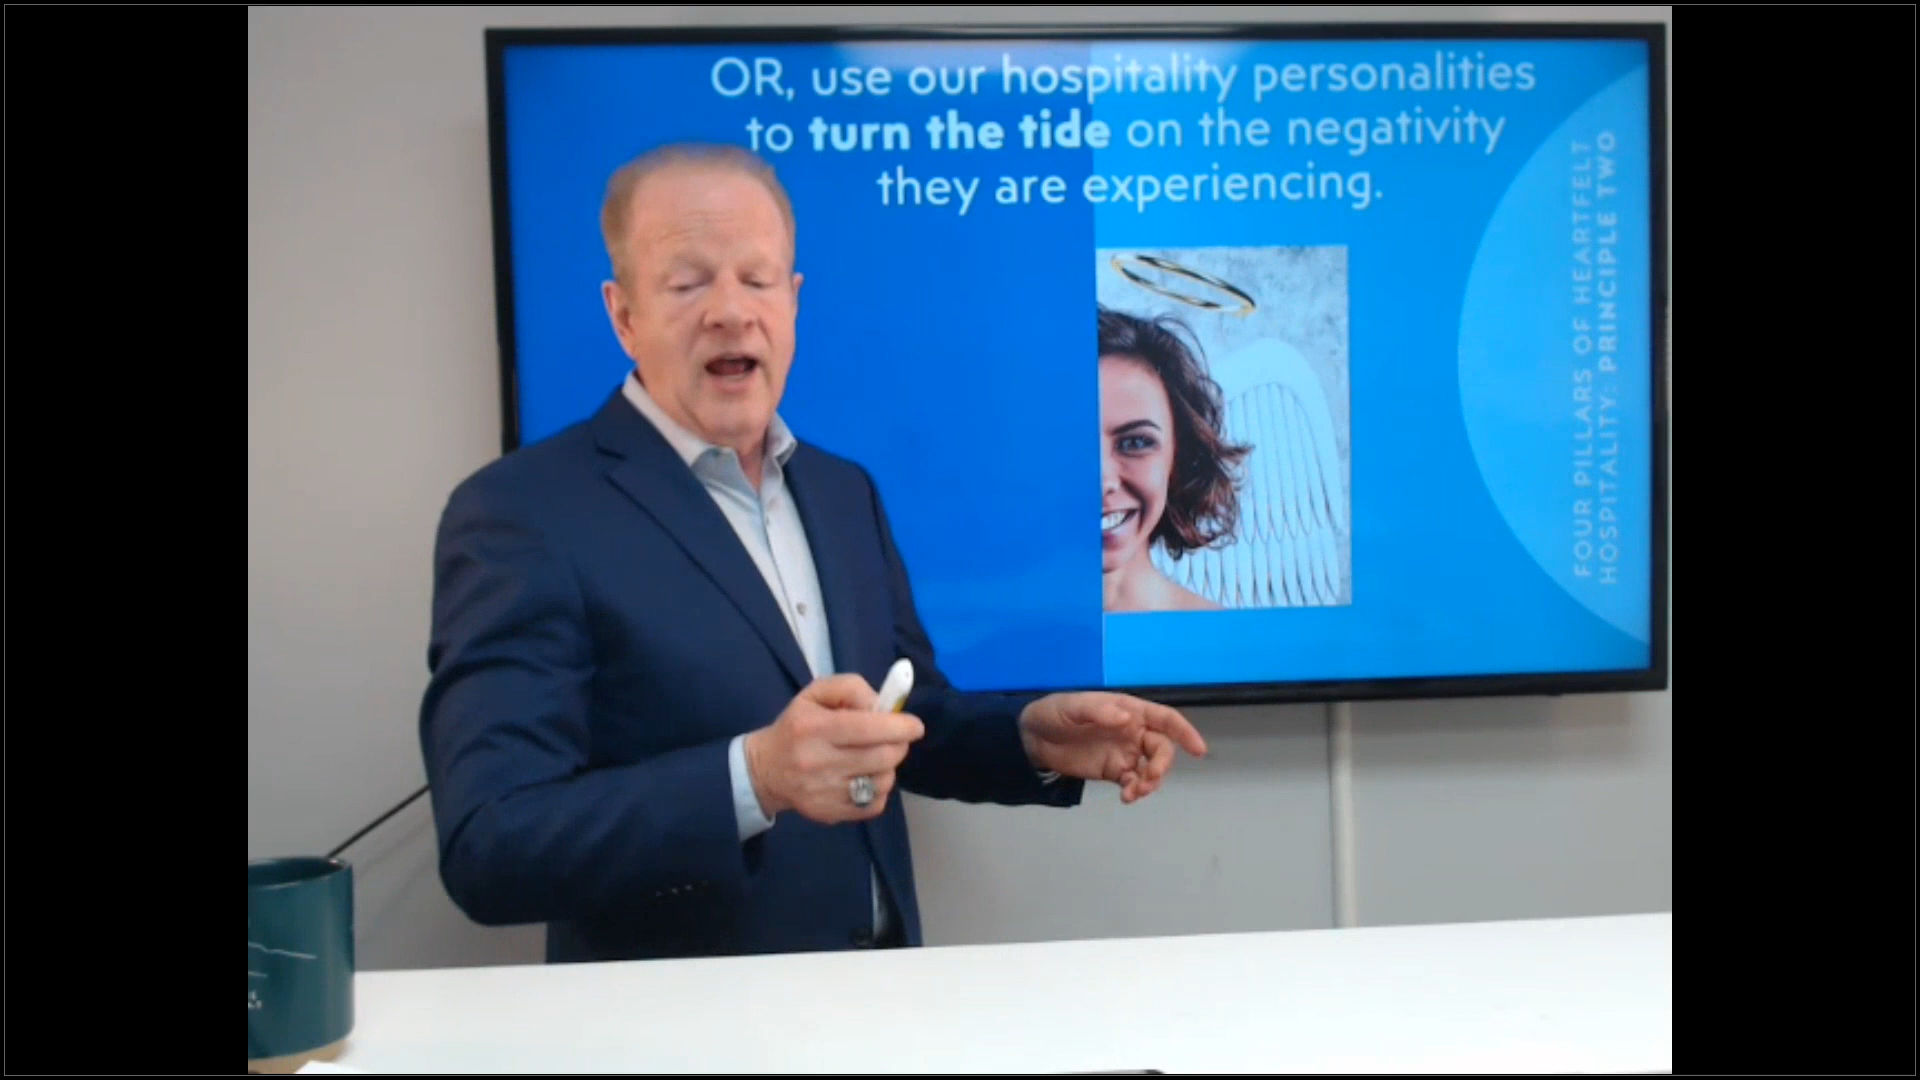 OR, use our hospitality personalities
to turn the tide on the negativity
they are experiencing.
FOUR PILLARS OF HEARTFELT
HOSPITALITY: PRINCIPLE TWO